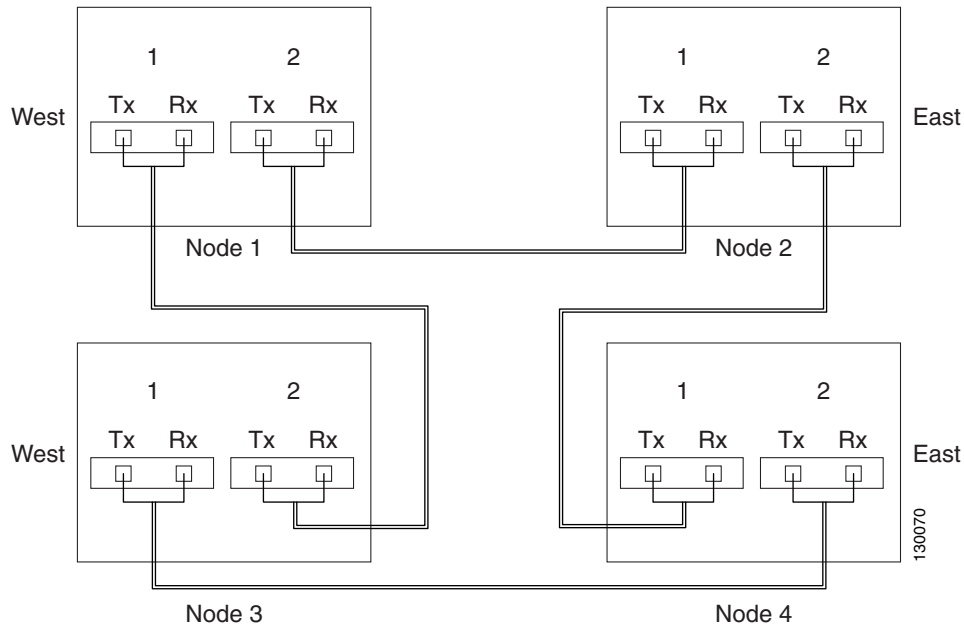 1 2 1 2
West Tx Rx Tx Rx Tx Rx Tx Rx East
Node 1 Node 2
1 2 1 2
West Tx Rx Tx Rx Tx Rx Tx Rx East
130070
Node 3 Node 4